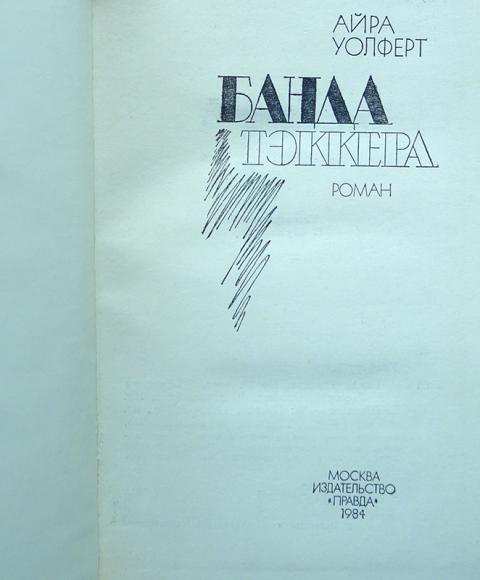 АЙРА
УОЛФЕРТ
БАНДА
ТЭККЕРА
РОМАН
МОСКВА
ИЗДАТЕЛЬСТВО
«ПРАВДА»
1984